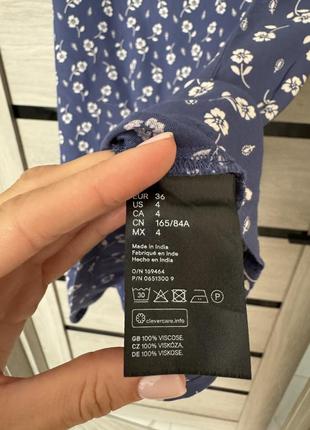 EUR 36
US 4
CA 4
CN 165/84A
MX 4
Made in India
Fabriqué en Inde
Hecho en India
O/N 169464
P/N 0651300 9
30
P
clevercare.info
GB 100% VISCOSE.
CZ 100% VISKÓZA.
DE 100% VISKOSE.